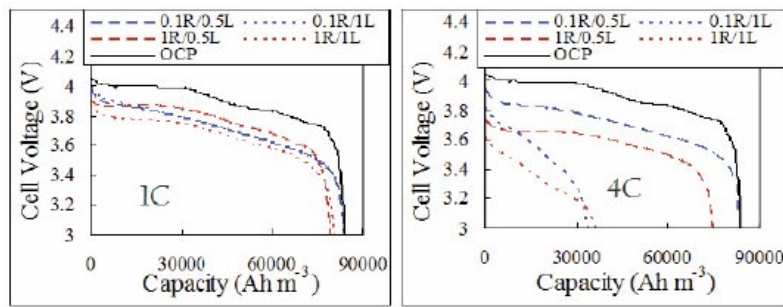 0.1R/0.5L 0.1R/1L
1R/0.5L 1R/1L
OCP
Cell Voltage (V)
4.4
4.2
4
3.8
3.6
3.4
3.2
3
1C
0 30000 60000 90000
Capacity (Ah m⁻³)
0.1R/0.5L 0.1R/1L
1R/0.5L 1R/1L
OCP
Cell Voltage (V)
4.4
4.2
4
3.8
3.6
3.4
3.2
3
4C
0 30000 60000 90000
Capacity (Ah m⁻³)